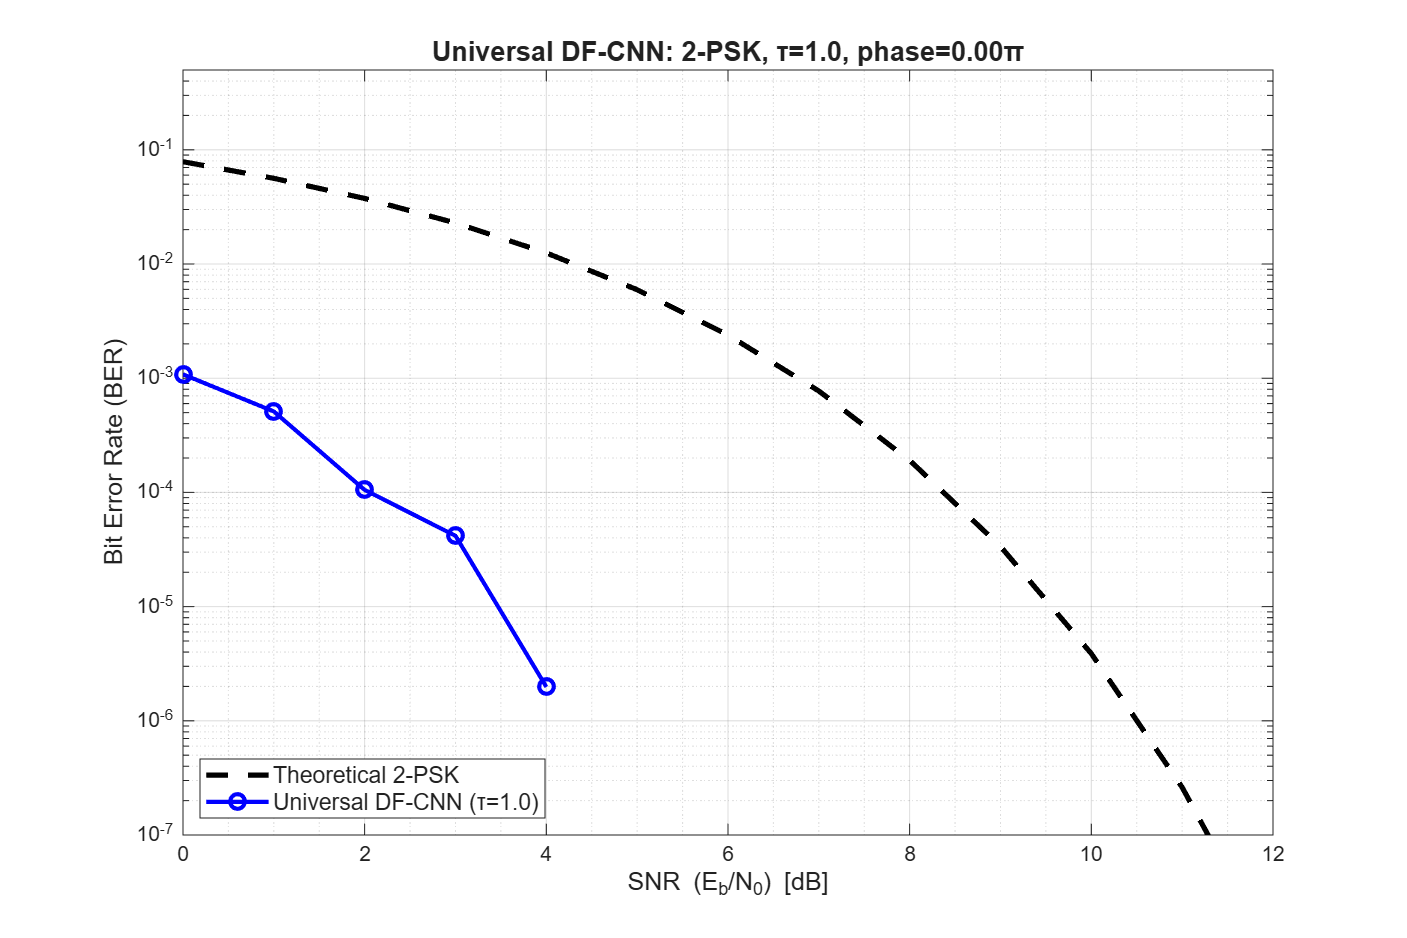 Universal DF-CNN: 2-PSK, τ=1.0, phase=0.00π
10-1
10-2
10-3
10-4
10-5
10-6
10-7
Bit Error Rate (BER)
Theoretical 2-PSK
Universal DF-CNN (τ=1.0)
0 2 4 6 8 10 12
SNR (Eb/N0) [dB]